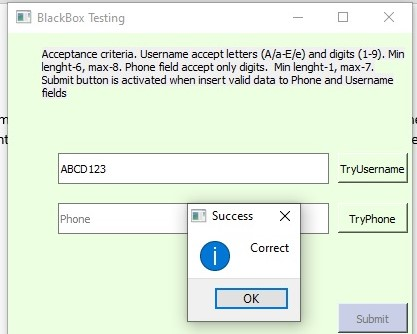 BlackBox Testing
Acceptance criteria. Username accept letters (A/a-E/e) and digits (1-9). Min
lenght-6, max-8. Phone field accept only digits. Min lenght-1, max-7.
Submit button is activated when insert valid data to Phone and Username
fields
ABCD123
TryUsername
Phone
TryPhone
Success
Correct
OK
Submit